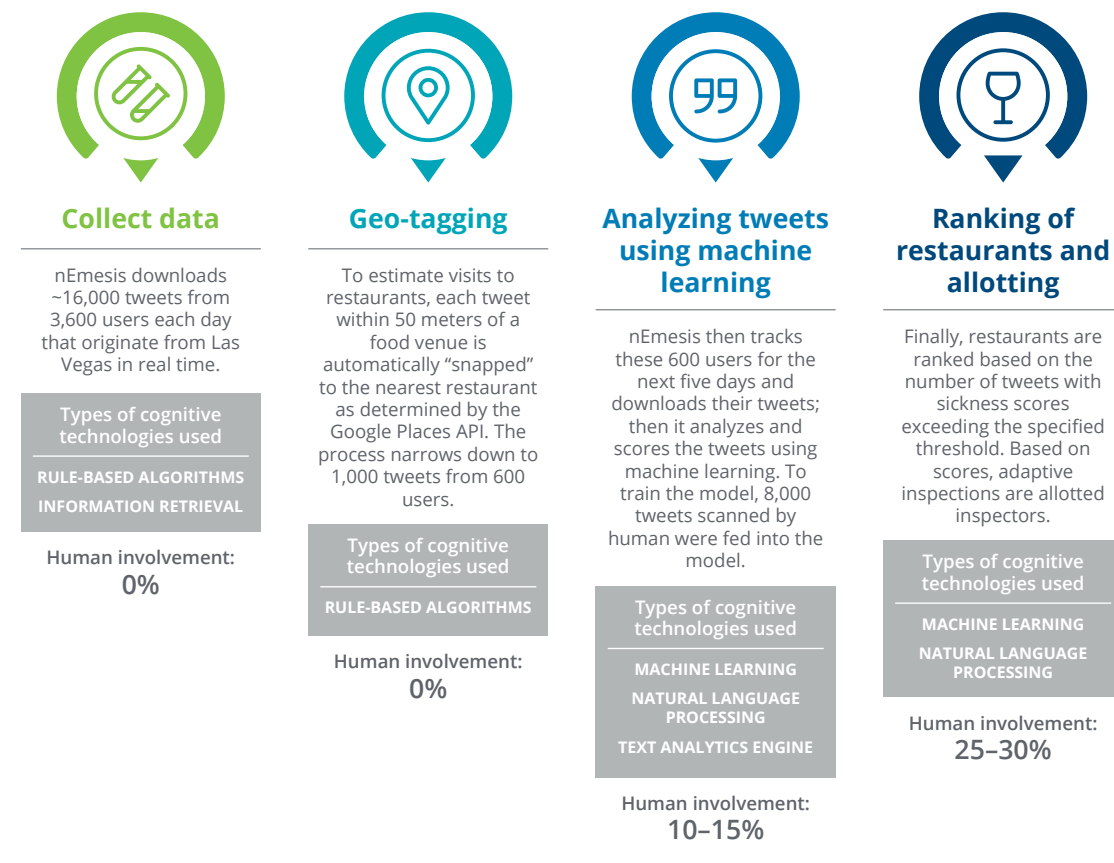 Collect data
nEmesis downloads
~16,000 tweets from
3,600 users each day
that originate from Las
Vegas in real time.
Types of cognitive
technologies used
RULE-BASED ALGORITHMS
INFORMATION RETRIEVAL
Human involvement:
0%
Geo-tagging
To estimate visits to
restaurants, each tweet
within 50 meters of a
food venue is
automatically “snapped”
to the nearest restaurant
as determined by the
Google Places API. The
process narrows down to
1,000 tweets from 600
users.
Types of cognitive
technologies used
RULE-BASED ALGORITHMS
Human involvement:
0%
Analyzing tweets
using machine
learning
nEmesis then tracks
these 600 users for the
next five days and
downloads their tweets;
then it analyzes and
scores the tweets using
machine learning. To
train the model, 8,000
tweets scanned by
human were fed into the
model.
Types of cognitive
technologies used
MACHINE LEARNING
NATURAL LANGUAGE
PROCESSING
TEXT ANALYTICS ENGINE
Human involvement:
10–15%
Ranking of
restaurants and
allotting
Finally, restaurants are
ranked based on the
number of tweets with
sickness scores
exceeding the specified
threshold. Based on
scores, adaptive
inspections are allotted
inspectors.
Types of cognitive
technologies used
MACHINE LEARNING
NATURAL LANGUAGE
PROCESSING
Human involvement:
25–30%